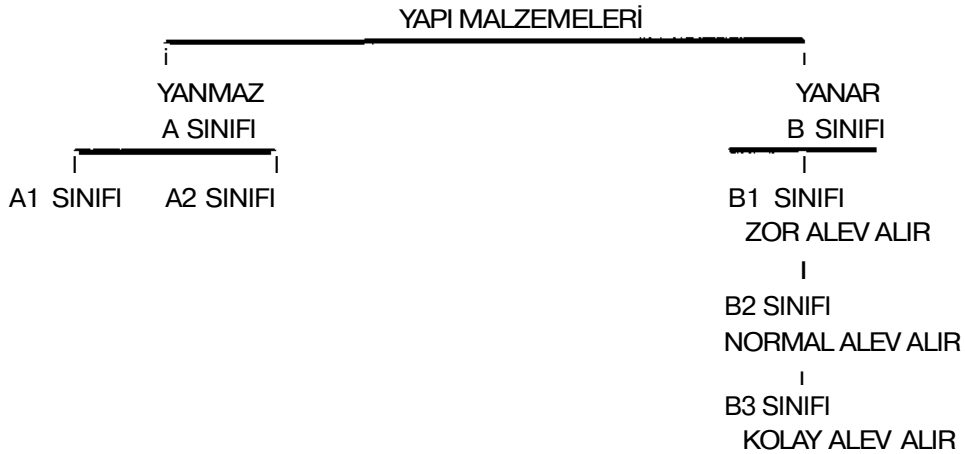 YAPI MALZEMELERİ
YANMAZ YANAR
A SINIFI B SINIFI
A1 SINIFI A2 SINIFI B1 SINIFI
ZOR ALEV ALIR
B2 SINIFI
NORMAL ALEV ALIR
B3 SINIFI
KOLAY ALEV ALIR